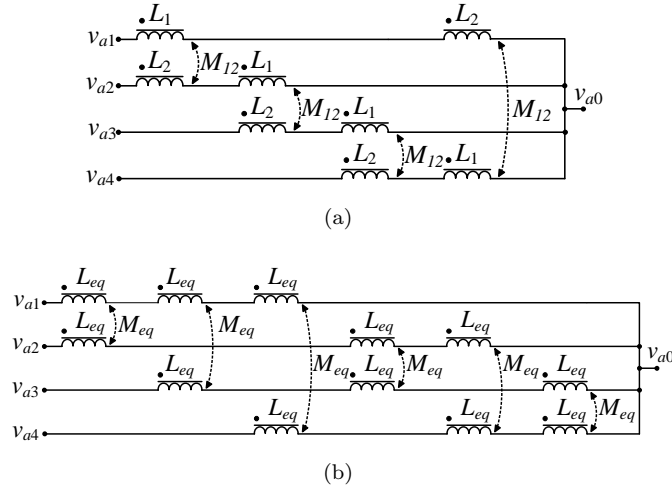 L1 L2
va1
L2 L1 M12
va2
va0
L2 L1 M12 M12
va3
L2 L1 M12
va4
(a)
Leq Leq Leq
va1
Leq Meq Meq Leq Leq
va2
va0
Leq Meq Leq Meq Meq Leq
va3
Leq Leq Leq Meq
va4
(b)